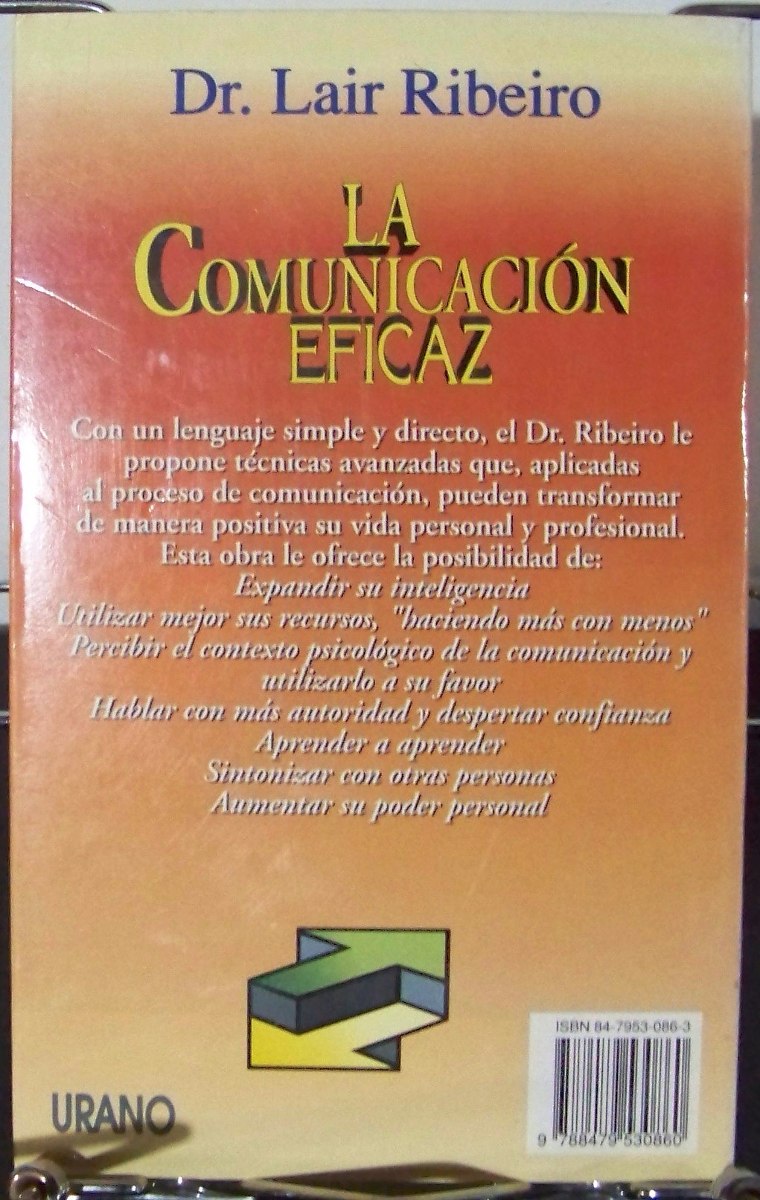 Dr. Lair Ribeiro
LA
COMUNICACIÓN
EFICAZ
Con un lenguaje simple y directo, el Dr. Ribeiro le
propone técnicas avanzadas que, aplicadas
al proceso de comunicación, pueden transformar
de manera positiva su vida personal y profesional.
Esta obra le ofrece la posibilidad de:
Expandir su inteligencia
Utilizar mejor sus recursos, "haciendo más con menos"
Percibir el contexto psicológico de la comunicación y
utilizarlo a su favor
Hablar con más autoridad y despertar confianza
Aprender a aprender
Sintonizar con otras personas
Aumentar su poder personal
ISBN 84-7953-086-3
9 788479 530860
URANO